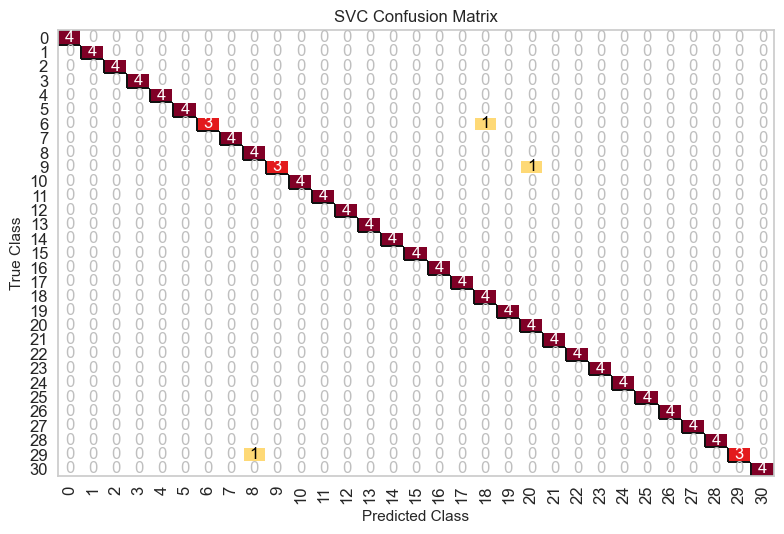 SVC Confusion Matrix
True Class
0 4 0 0 0 0 0 0 0 0 0 0 0 0 0 0 0 0 0 0 0 0 0 0 0 0 0 0 0 0 0 0
1 0 4 0 0 0 0 0 0 0 0 0 0 0 0 0 0 0 0 0 0 0 0 0 0 0 0 0 0 0 0 0
2 0 0 4 0 0 0 0 0 0 0 0 0 0 0 0 0 0 0 0 0 0 0 0 0 0 0 0 0 0 0 0
3 0 0 0 4 0 0 0 0 0 0 0 0 0 0 0 0 0 0 0 0 0 0 0 0 0 0 0 0 0 0 0
4 0 0 0 0 4 0 0 0 0 0 0 0 0 0 0 0 0 0 0 0 0 0 0 0 0 0 0 0 0 0 0
5 0 0 0 0 0 4 0 0 0 0 0 0 0 0 0 0 0 0 0 0 0 0 0 0 0 0 0 0 0 0 0
6 0 0 0 0 0 0 3 0 0 0 0 0 0 0 0 0 0 0 1 0 0 0 0 0 0 0 0 0 0 0 0
7 0 0 0 0 0 0 0 4 0 0 0 0 0 0 0 0 0 0 0 0 0 0 0 0 0 0 0 0 0 0 0
8 0 0 0 0 0 0 0 0 4 0 0 0 0 0 0 0 0 0 0 0 0 0 0 0 0 0 0 0 0 0 0
9 0 0 0 0 0 0 0 0 0 3 0 0 0 0 0 0 0 0 0 0 1 0 0 0 0 0 0 0 0 0 0
10 0 0 0 0 0 0 0 0 0 0 4 0 0 0 0 0 0 0 0 0 0 0 0 0 0 0 0 0 0 0 0
11 0 0 0 0 0 0 0 0 0 0 0 4 0 0 0 0 0 0 0 0 0 0 0 0 0 0 0 0 0 0 0
12 0 0 0 0 0 0 0 0 0 0 0 0 4 0 0 0 0 0 0 0 0 0 0 0 0 0 0 0 0 0 0
13 0 0 0 0 0 0 0 0 0 0 0 0 0 4 0 0 0 0 0 0 0 0 0 0 0 0 0 0 0 0 0
14 0 0 0 0 0 0 0 0 0 0 0 0 0 0 4 0 0 0 0 0 0 0 0 0 0 0 0 0 0 0 0
15 0 0 0 0 0 0 0 0 0 0 0 0 0 0 0 4 0 0 0 0 0 0 0 0 0 0 0 0 0 0 0
16 0 0 0 0 0 0 0 0 0 0 0 0 0 0 0 0 4 0 0 0 0 0 0 0 0 0 0 0 0 0 0
17 0 0 0 0 0 0 0 0 0 0 0 0 0 0 0 0 0 4 0 0 0 0 0 0 0 0 0 0 0 0 0
18 0 0 0 0 0 0 0 0 0 0 0 0 0 0 0 0 0 0 4 0 0 0 0 0 0 0 0 0 0 0 0
19 0 0 0 0 0 0 0 0 0 0 0 0 0 0 0 0 0 0 0 4 0 0 0 0 0 0 0 0 0 0 0
20 0 0 0 0 0 0 0 0 0 0 0 0 0 0 0 0 0 0 0 0 4 0 0 0 0 0 0 0 0 0 0
21 0 0 0 0 0 0 0 0 0 0 0 0 0 0 0 0 0 0 0 0 0 4 0 0 0 0 0 0 0 0 0
22 0 0 0 0 0 0 0 0 0 0 0 0 0 0 0 0 0 0 0 0 0 0 4 0 0 0 0 0 0 0 0
23 0 0 0 0 0 0 0 0 0 0 0 0 0 0 0 0 0 0 0 0 0 0 0 4 0 0 0 0 0 0 0
24 0 0 0 0 0 0 0 0 0 0 0 0 0 0 0 0 0 0 0 0 0 0 0 0 4 0 0 0 0 0 0
25 0 0 0 0 0 0 0 0 0 0 0 0 0 0 0 0 0 0 0 0 0 0 0 0 0 4 0 0 0 0 0
26 0 0 0 0 0 0 0 0 0 0 0 0 0 0 0 0 0 0 0 0 0 0 0 0 0 0 4 0 0 0 0
27 0 0 0 0 0 0 0 0 0 0 0 0 0 0 0 0 0 0 0 0 0 0 0 0 0 0 0 4 0 0 0
28 0 0 0 0 0 0 0 0 0 0 0 0 0 0 0 0 0 0 0 0 0 0 0 0 0 0 0 0 4 0 0
29 0 0 0 0 0 0 0 0 1 0 0 0 0 0 0 0 0 0 0 0 0 0 0 0 0 0 0 0 0 3 0
30 0 0 0 0 0 0 0 0 0 0 0 0 0 0 0 0 0 0 0 0 0 0 0 0 0 0 0 0 0 0 4
0 1 2 3 4 5 6 7 8 9 10 11 12 13 14 15 16 17 18 19 20 21 22 23 24 25 26 27 28 29 30
Predicted Class